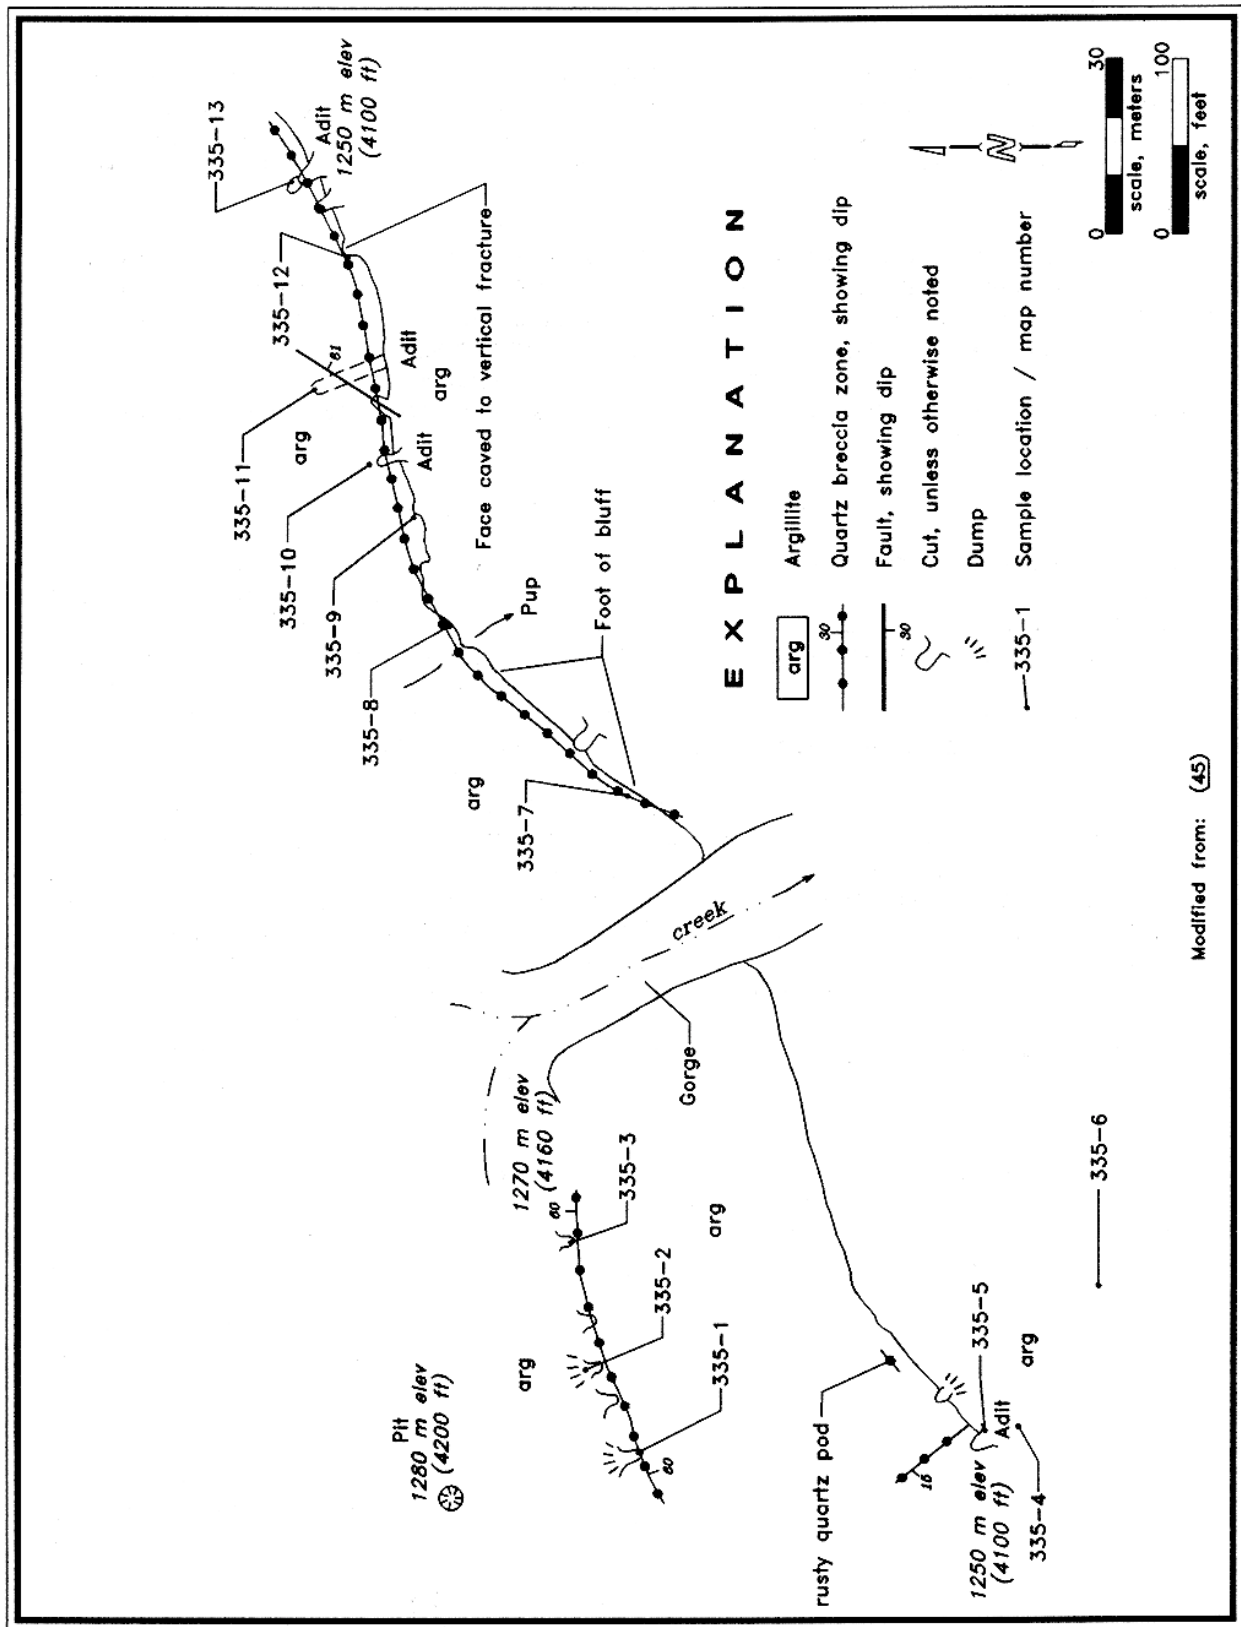 Pit
1280 m elev
(4200 ft)
arg
335-1
335-2
335-3
1270 m elev
(4160 ft)
60
60
arg
rusty quartz pod
16
1250 m elev
(4100 ft)
Adit
335-4
335-5
arg
335-6
Gorge
creek
335-7
arg
335-8
Pup
Foot of bluff
335-9
335-10
335-11
arg
335-12
61
Adit
Adit
arg
Face caved to vertical fracture
335-13
Adit
1250 m elev
(4100 ft)
EXPLANATION
arg
Argillite
30
Quartz breccia zone, showing dip
30
Fault, showing dip
Cut, unless otherwise noted
Dump
335-1
Sample location / map number
N
0
30
scale, meters
0
100
scale, feet
Modified from: (45)